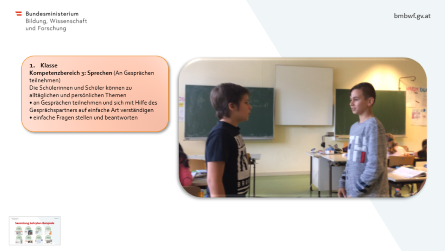 Bundesministerium
Bildung, Wissenschaft
und Forschung
bmbwf.gv.at
1. Klasse
Kompetenzbereich 3: Sprechen (An Gesprächen
teilnehmen)
Die Schülerinnen und Schüler können zu
alltäglichen und persönlichen Themen
• an Gesprächen teilnehmen und sich mit Hilfe des
Gesprächspartners auf einfache Art verständigen
• einfache Fragen stellen und beantworten